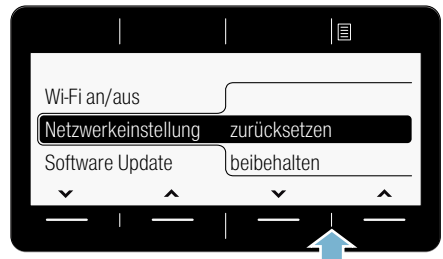 Wi-Fi an/aus
Netzwerkeinstellung zurücksetzen
Software Update beibehalten